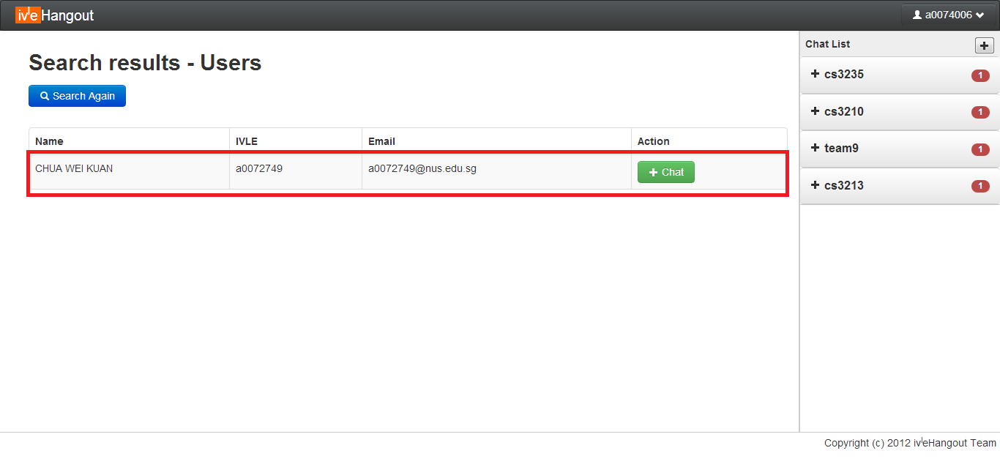 ivleHangout
a0074006
Search results - Users
Search Again
Name IVLE Email Action
CHUA WEI KUAN a0072749 a0072749@nus.edu.sg Chat
Chat List
cs3235 1
cs3210 1
team9 1
cs3213 1
Copyright (c) 2012 ivleHangout Team